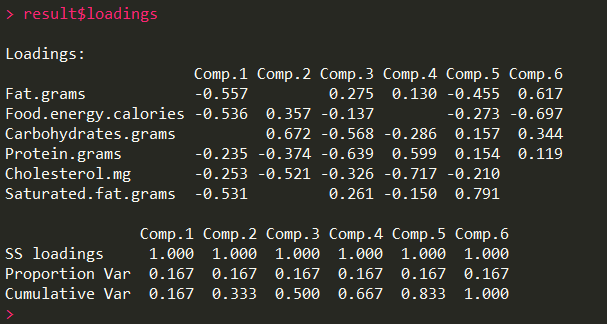 > result$loadings
Loadings:
                     Comp.1 Comp.2 Comp.3 Comp.4 Comp.5 Comp.6
Fat.grams            -0.557         0.275  0.130 -0.455  0.617
Food.energy.calories -0.536  0.357 -0.137        -0.273 -0.697
Carbohydrates.grams          0.672 -0.568 -0.286  0.157  0.344
Protein.grams        -0.235 -0.374 -0.639  0.599  0.154  0.119
Cholesterol.mg       -0.253 -0.521 -0.326 -0.717 -0.210
Saturated.fat.grams  -0.531         0.261 -0.150  0.791
               Comp.1 Comp.2 Comp.3 Comp.4 Comp.5 Comp.6
SS loadings     1.000  1.000  1.000  1.000  1.000  1.000
Proportion Var  0.167  0.167  0.167  0.167  0.167  0.167
Cumulative Var  0.167  0.333  0.500  0.667  0.833  1.000
>